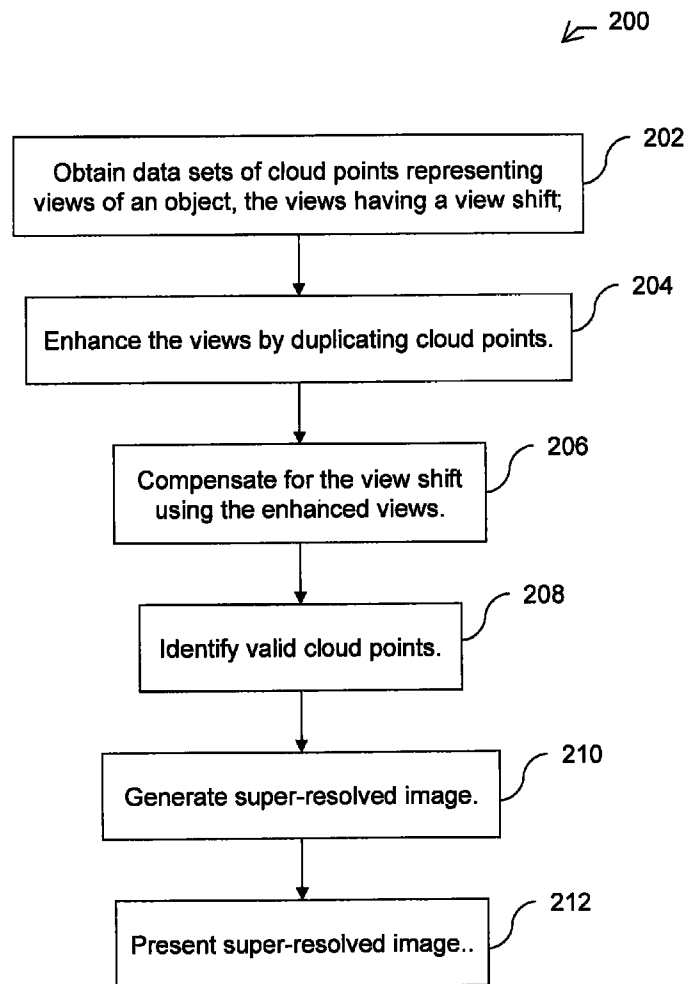 200
202
Obtain data sets of cloud points representing
views of an object, the views having a view shift;
204
Enhance the views by duplicating cloud points.
206
Compensate for the view shift
using the enhanced views.
208
Identify valid cloud points.
210
Generate super-resolved image.
212
Present super-resolved image..